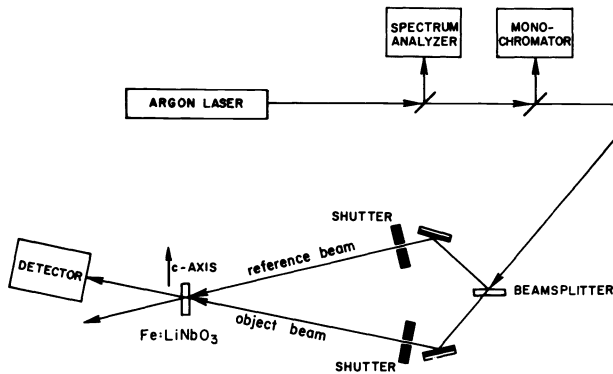 SPECTRUM
ANALYZER
MONO-
CHROMATOR
ARGON LASER
SHUTTER
reference beam
c-AXIS
DETECTOR
BEAMSPLITTER
object beam
Fe:LiNbO3
SHUTTER